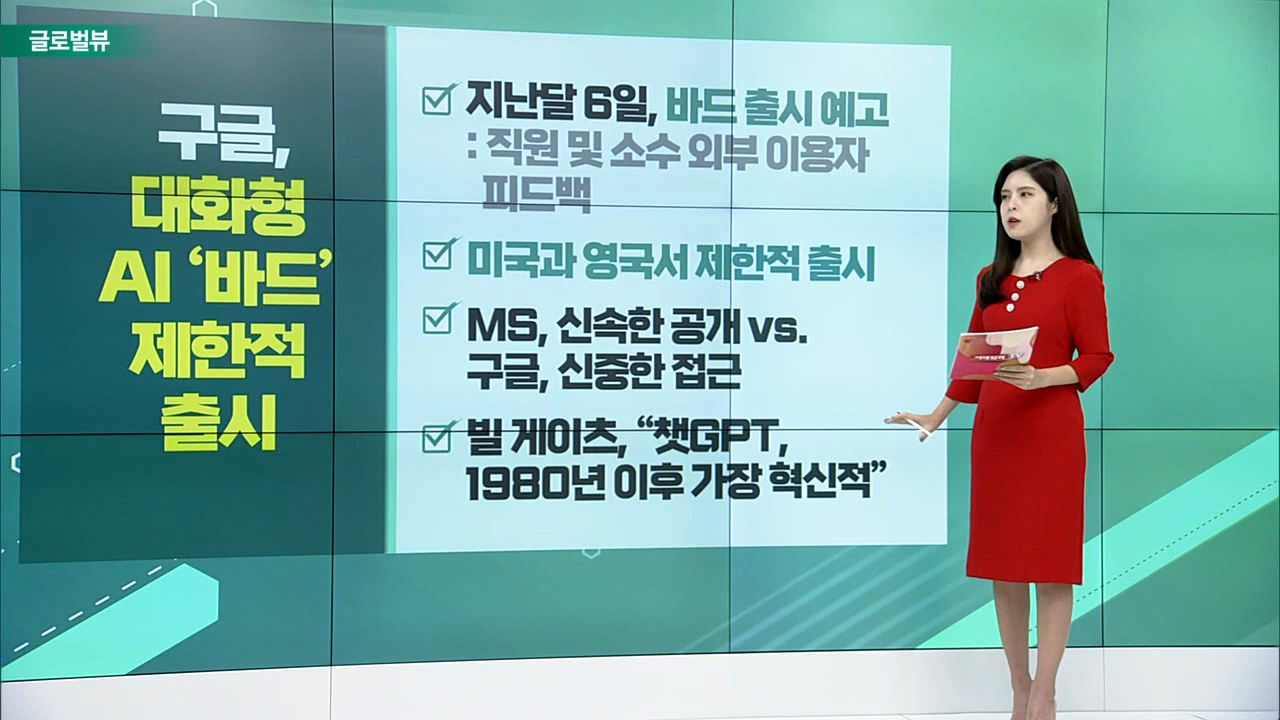 글로벌뷰
구글,
대화형
AI ‘바드’
제한적
출시
지난달 6일, 바드 출시 예고
: 직원 및 소수 외부 이용자
피드백
미국과 영국서 제한적 출시
MS, 신속한 공개 vs.
구글, 신중한 접근
빌 게이츠, “챗GPT,
1980년 이후 가장 혁신적”